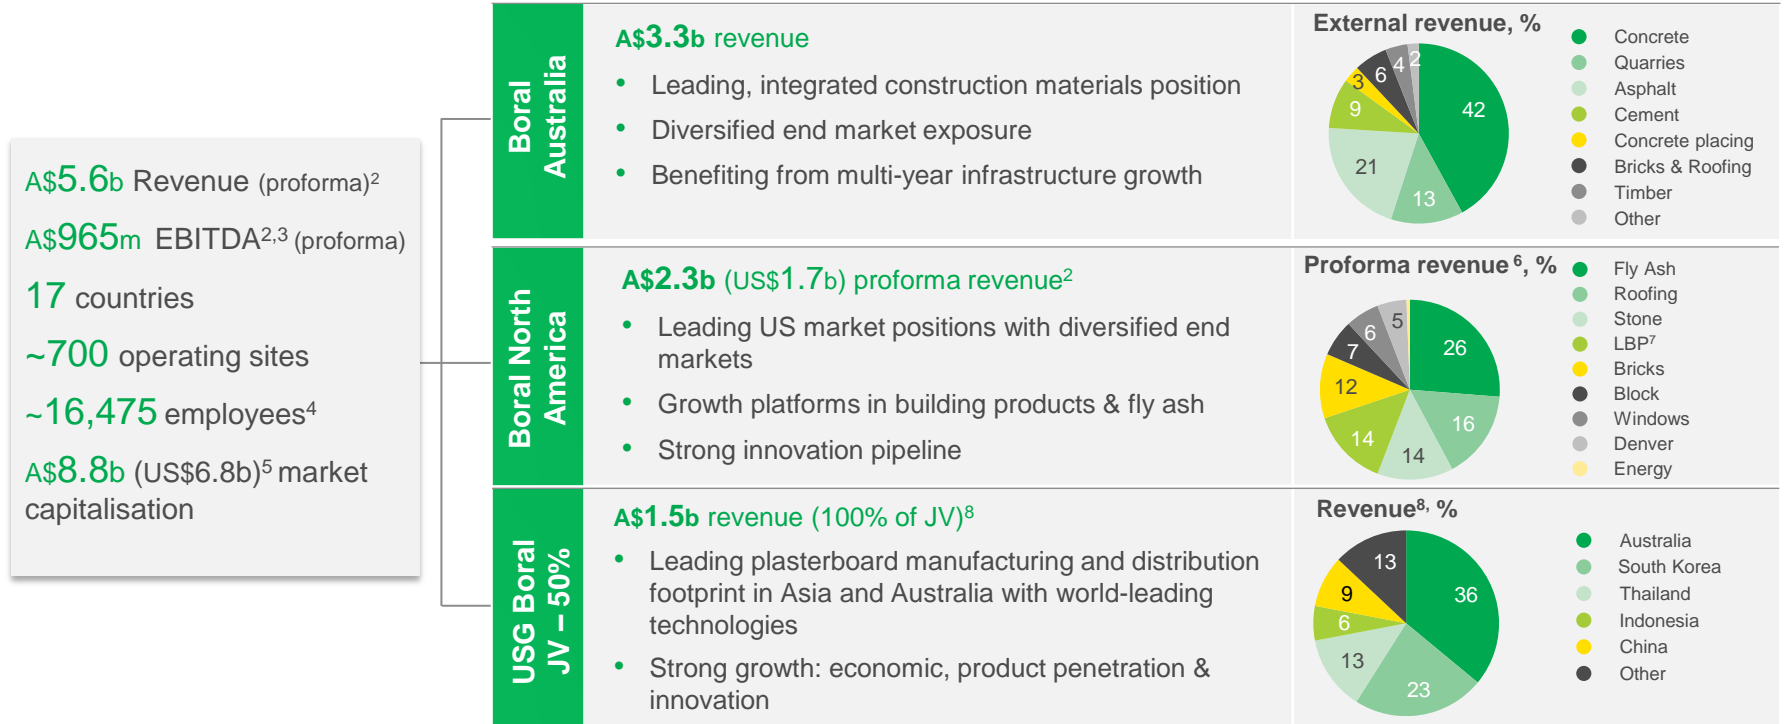 A$5.6b Revenue (proforma)2
A$965m EBITDA2,3 (proforma)
17 countries
~700 operating sites
~16,475 employees4
A$8.8b (US$6.8b)5 market
capitalisation
Boral
Australia
A$3.3b revenue
• Leading, integrated construction materials position
• Diversified end market exposure
• Benefiting from multi-year infrastructure growth
External revenue, %
42
13
21
9
3
6
4
2
Concrete
Quarries
Asphalt
Cement
Concrete placing
Bricks & Roofing
Timber
Other
Boral North
America
A$2.3b (US$1.7b) proforma revenue2
• Leading US market positions with diversified end
markets
• Growth platforms in building products & fly ash
• Strong innovation pipeline
Proforma revenue 6, %
26
16
14
14
12
7
6
5
Fly Ash
Roofing
Stone
LBP7
Bricks
Block
Windows
Denver
Energy
USG Boral
JV – 50%
A$1.5b revenue (100% of JV)8
• Leading plasterboard manufacturing and distribution
footprint in Asia and Australia with world-leading
technologies
• Strong growth: economic, product penetration &
innovation
Revenue8, %
36
23
13
6
9
13
Australia
South Korea
Thailand
Indonesia
China
Other